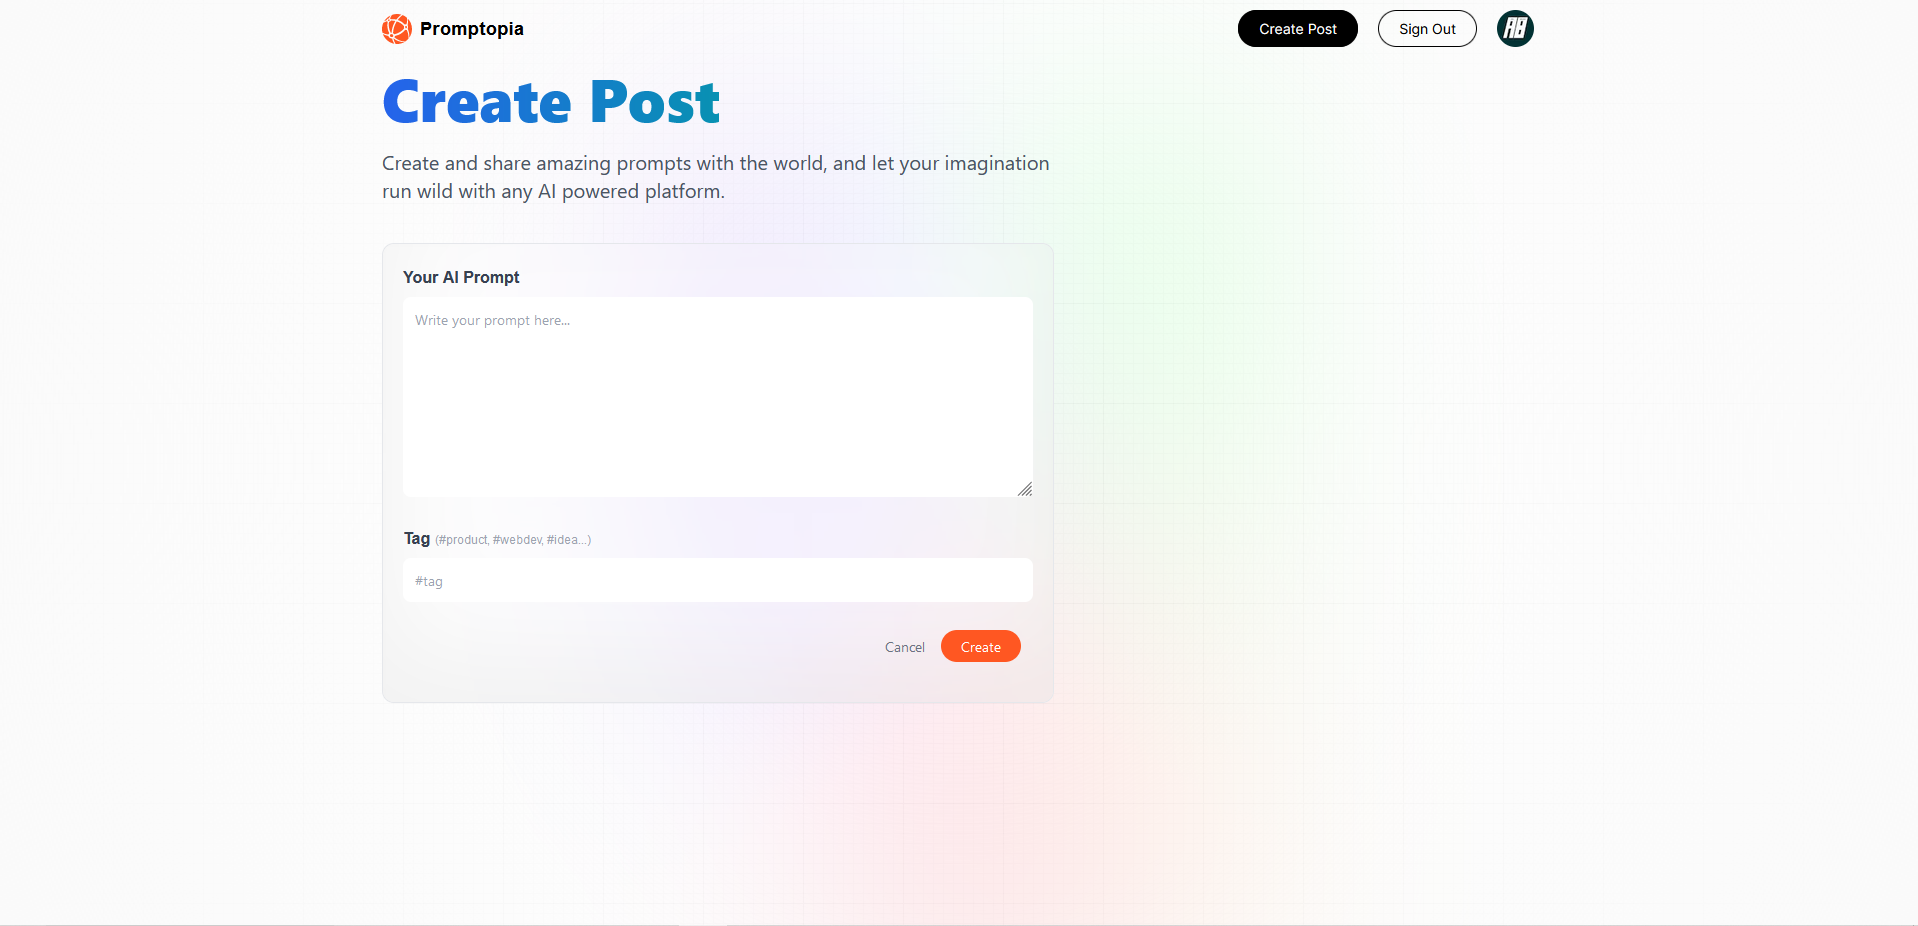 Promptopia
Create Post
Sign Out
AB
Create Post
Create and share amazing prompts with the world, and let your imagination
run wild with any AI powered platform.
Your AI Prompt
Write your prompt here...
Tag (#product, #webdev, #idea...)
#tag
Cancel
Create